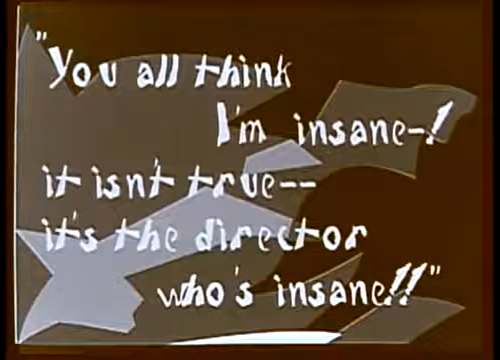 "You all think
I'm insane-!
it isn't true--
it's the director
who's insane!!"